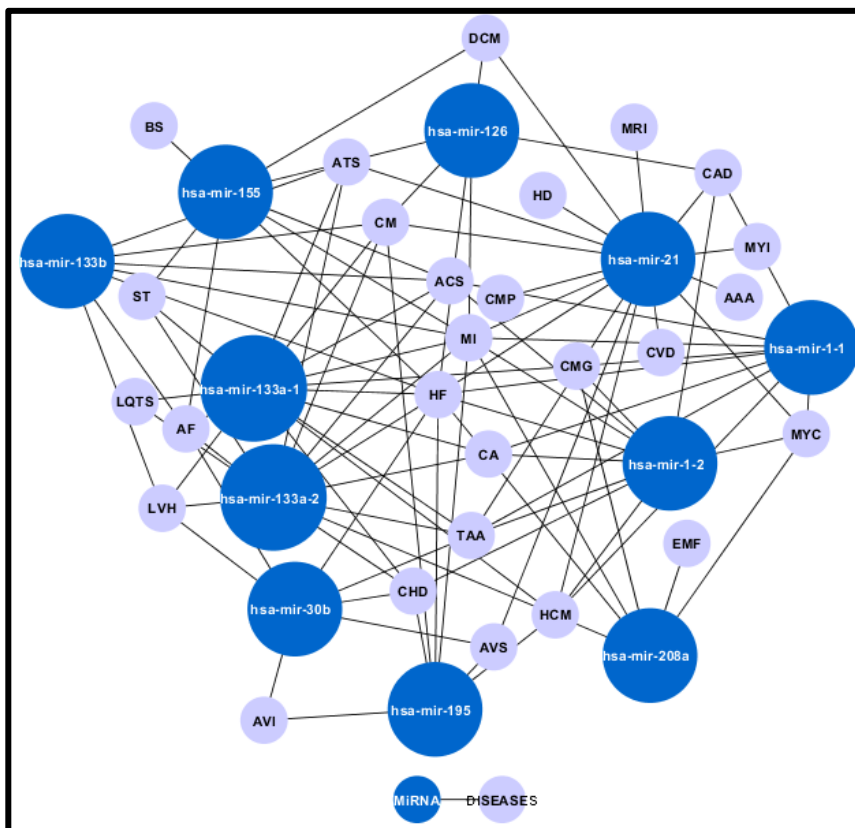 DCM
BS
hsa-mir-126
MRI
ATS
CAD
hsa-mir-155
HD
CM
MYI
hsa-mir-133b
hsa-mir-21
ACS
ST
CMP
AAA
MI
hsa-mir-1-1
CVD
CMG
hsa-mir-133a-1
HF
LQTS
AF
MYC
CA
hsa-mir-1-2
hsa-mir-133a-2
LVH
TAA
EMF
CHD
hsa-mir-30b
HCM
AVS
hsa-mir-208a
hsa-mir-195
AVI
MiRNA
DISEASES